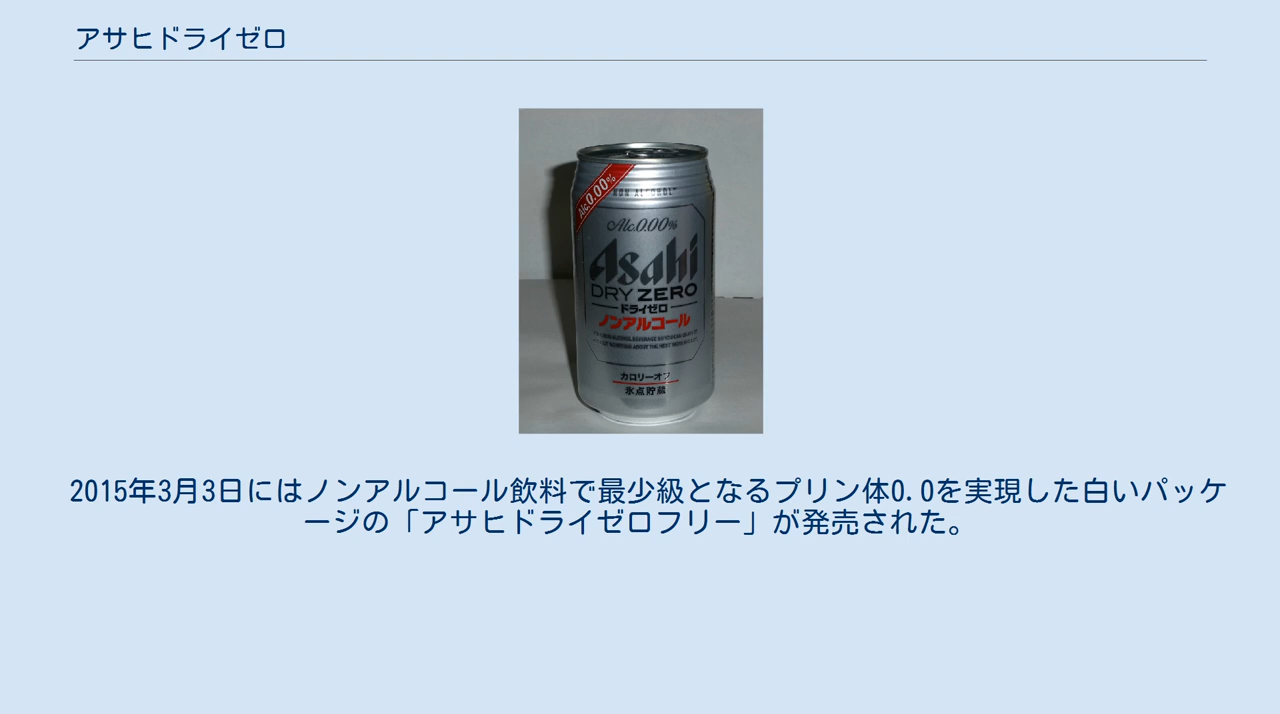 アサヒドライゼロ
Alc.0.00%
NON-ALCOHOL
Alc.0.00%
Asahi
DRY ZERO
ドライゼロ
ノンアルコール
カロリーオフ
氷点貯蔵
2015年3月3日にはノンアルコール飲料で最少級となるプリン体0.0を実現した白いパッケ
ージの「アサヒドライゼロフリー」が発売された。